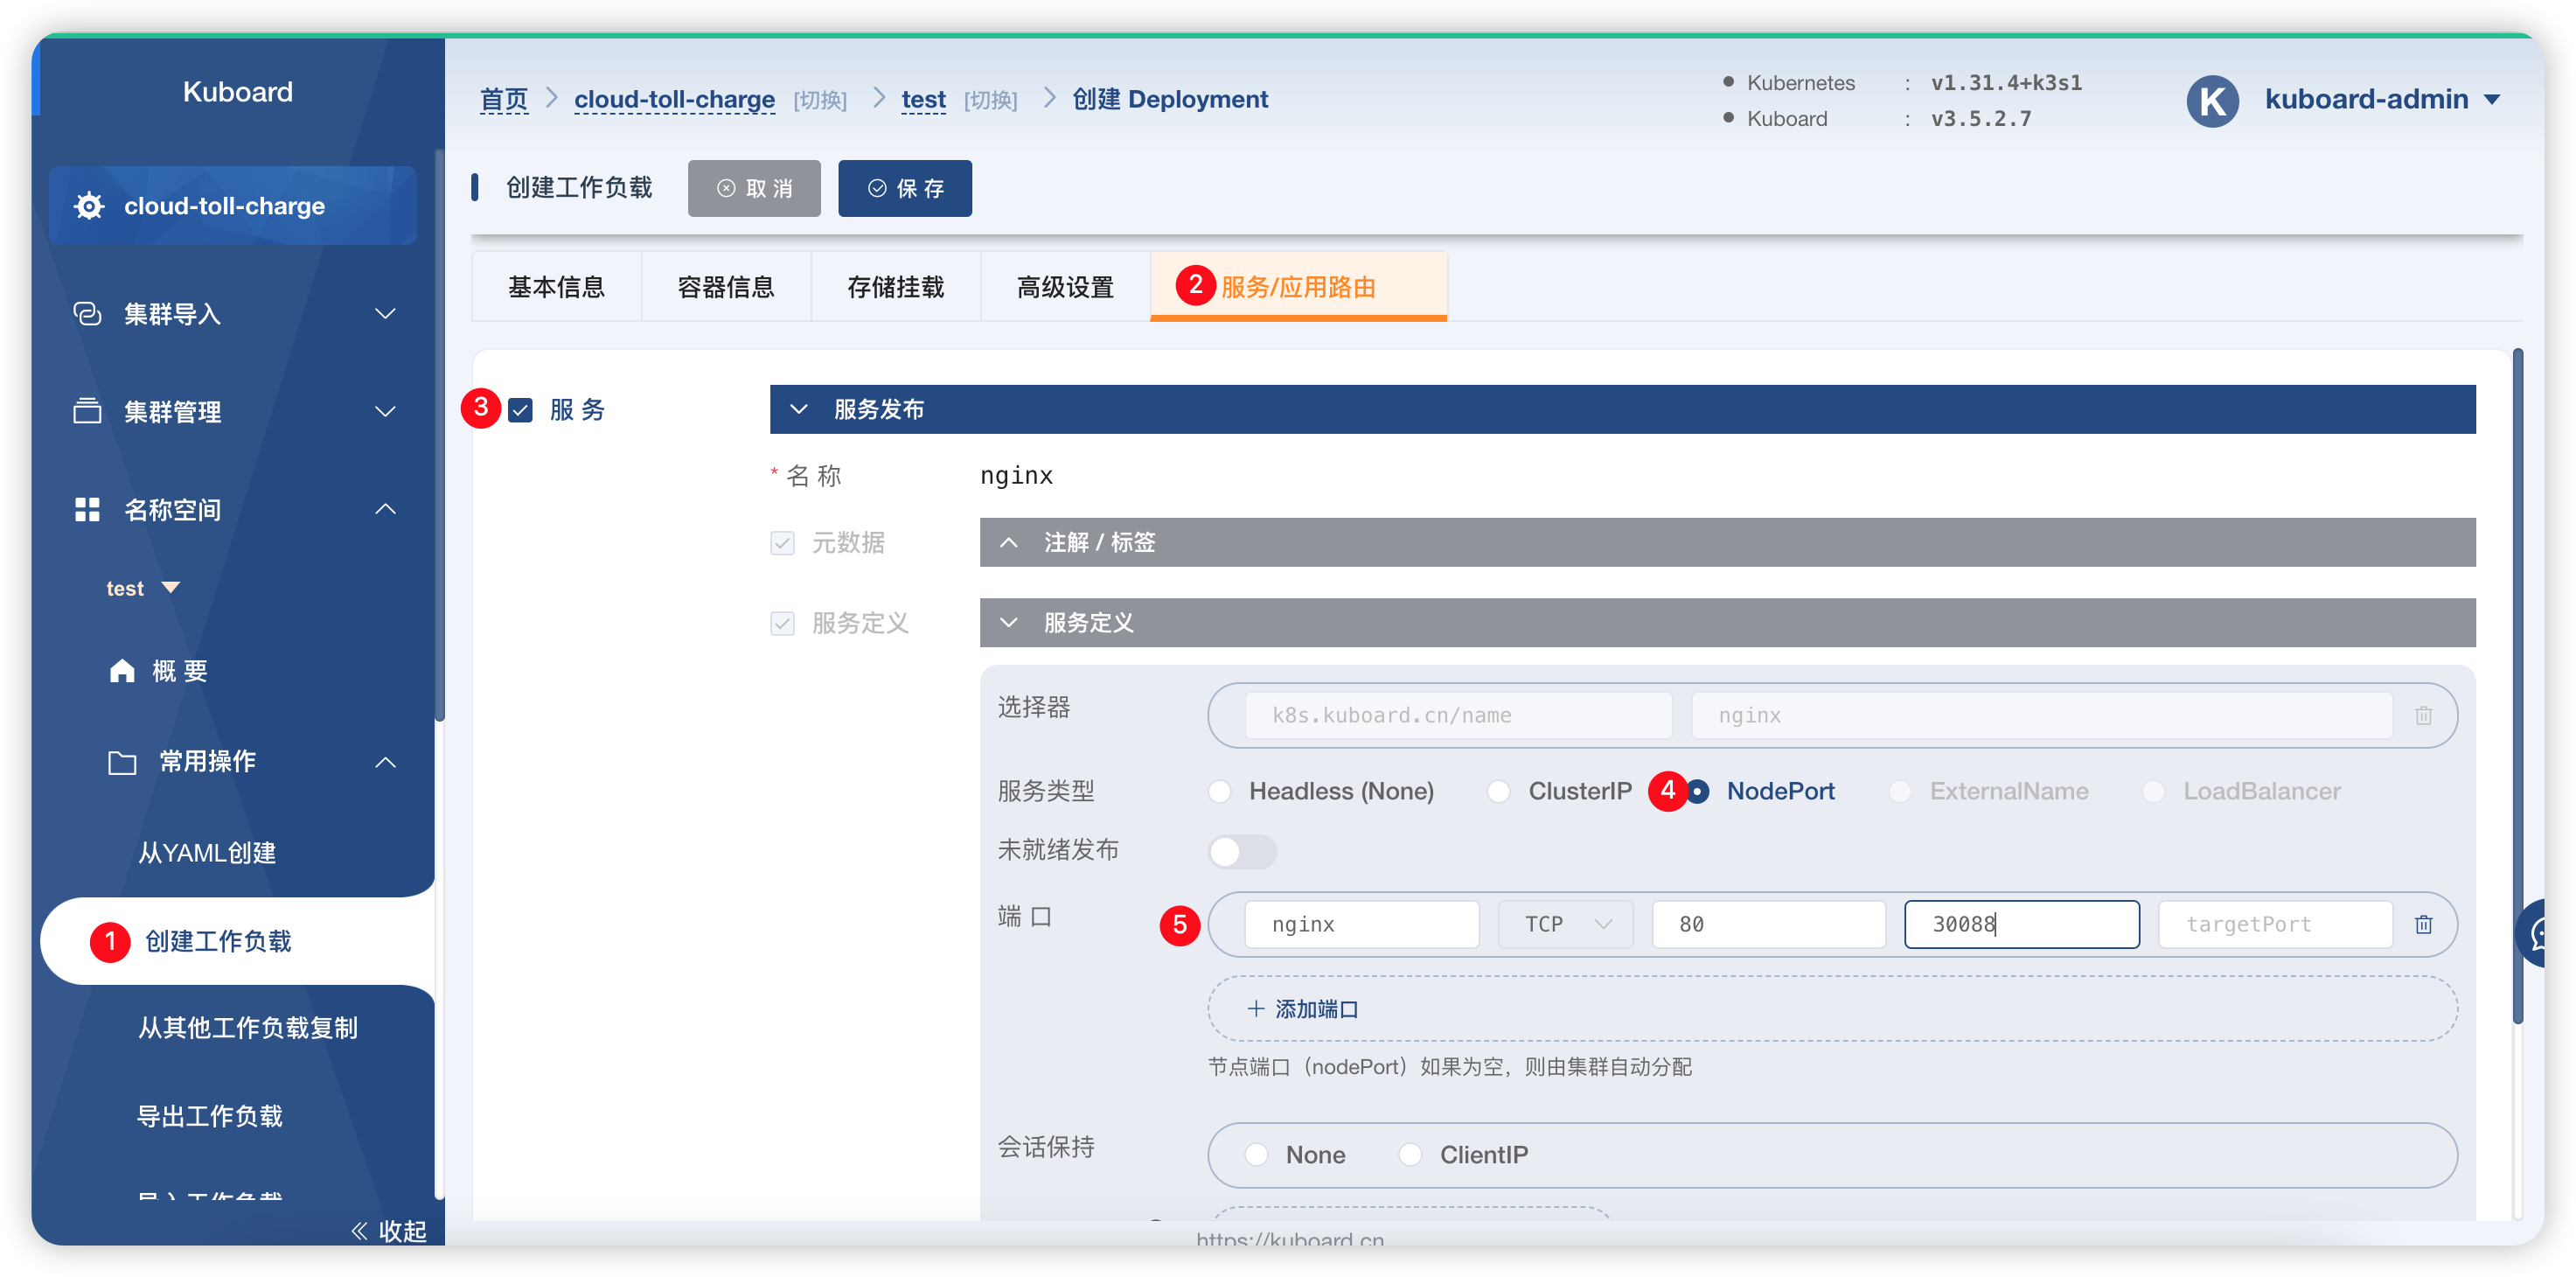 Kuboard
首页 cloud-toll-charge [切换] test [切换] 创建 Deployment
Kubernetes : v1.31.4+k3s1
Kuboard : v3.5.2.7
K kuboard-admin
cloud-toll-charge
集群导入
集群管理
名称空间
test
概 要
常用操作
从YAML创建
1 创建工作负载
从其他工作负载复制
导出工作负载
导入工作负载
收起
创建工作负载 取 消 保 存
基本信息 容器信息 存储挂载 高级设置 2 服务/应用路由
3 服 务 服务发布
* 名 称 nginx
元数据 注解 / 标签
服务定义 服务定义
选择器 k8s.kuboard.cn/name nginx
服务类型 Headless (None) ClusterIP 4 NodePort ExternalName LoadBalancer
未就绪发布
端 口 5 nginx TCP 80 30088 targetPort
+ 添加端口
节点端口（nodePort）如果为空，则由集群自动分配
会话保持 None ClientIP
https://kuboard.cn